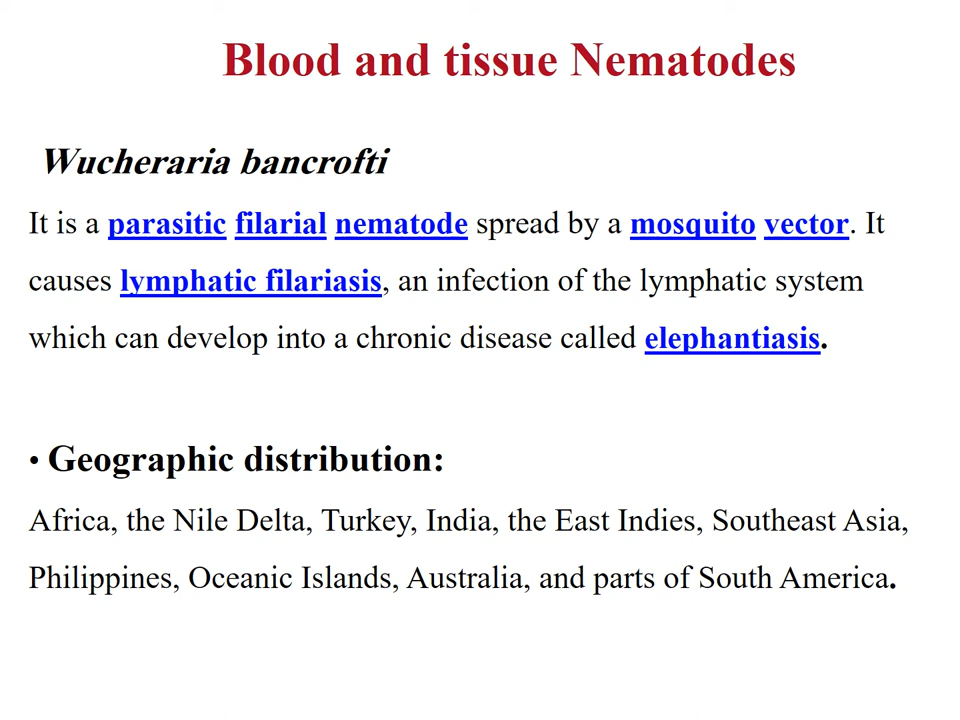 Blood and tissue Nematodes
Wucheraria bancrofti
It is a parasitic filarial nematode spread by a mosquito vector. It
causes lymphatic filariasis, an infection of the lymphatic system
which can develop into a chronic disease called elephantiasis.
• Geographic distribution:
Africa, the Nile Delta, Turkey, India, the East Indies, Southeast Asia,
Philippines, Oceanic Islands, Australia, and parts of South America.